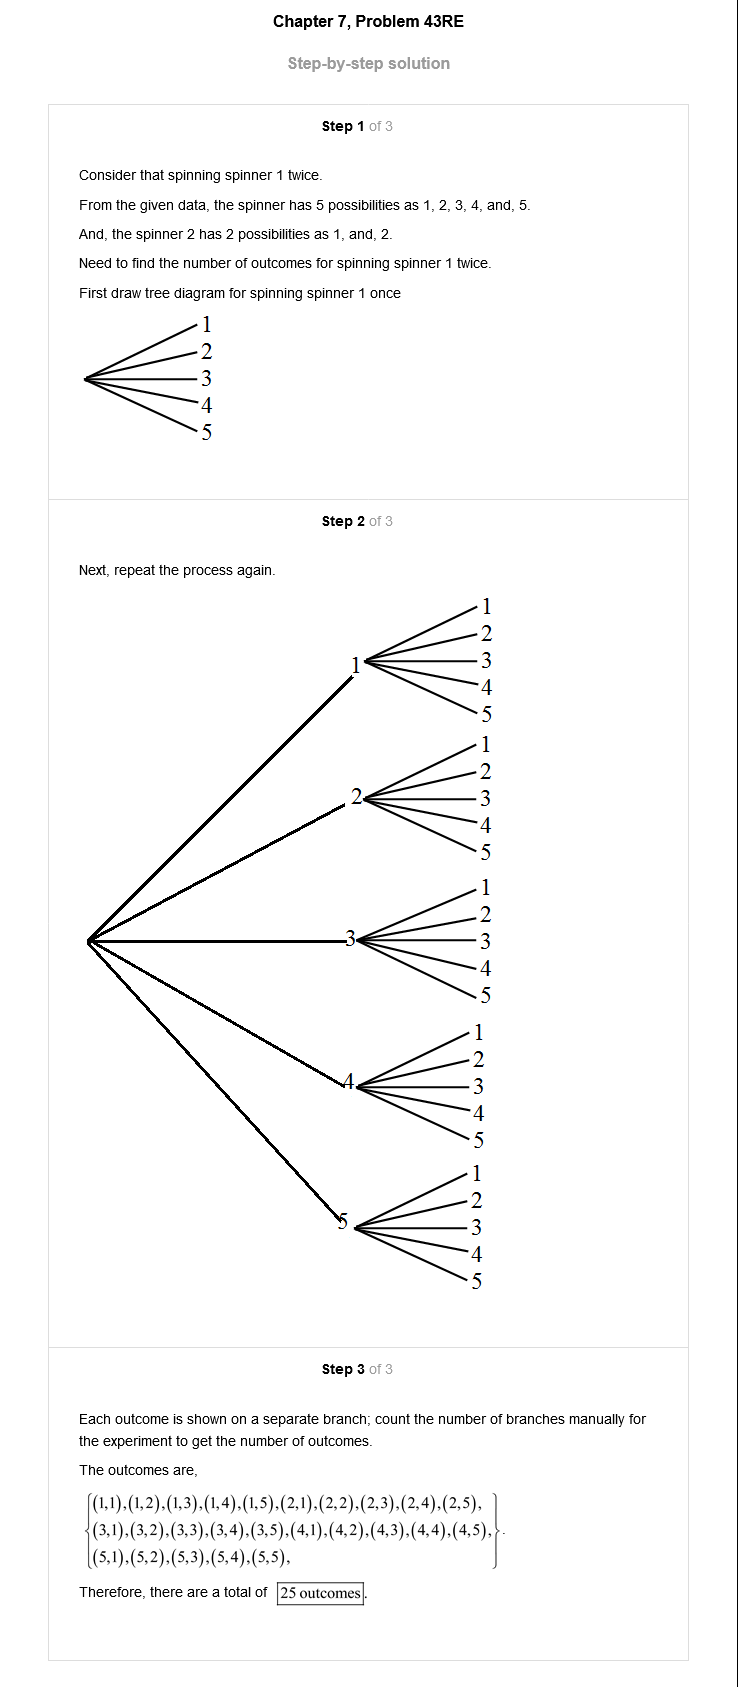 Chapter 7, Problem 43RE
Step-by-step solution
Step 1 of 3
Consider that spinning spinner 1 twice.
From the given data, the spinner has 5 possibilities as 1, 2, 3, 4, and, 5.
And, the spinner 2 has 2 possibilities as 1, and, 2.
Need to find the number of outcomes for spinning spinner 1 twice.
First draw tree diagram for spinning spinner 1 once
1
2
3
4
5
Step 2 of 3
Next, repeat the process again.
1
1
2
3
4
5
2
1
2
3
4
5
3
1
2
3
4
5
4
1
2
3
4
5
5
1
2
3
4
5
Step 3 of 3
Each outcome is shown on a separate branch; count the number of branches manually for
the experiment to get the number of outcomes.
The outcomes are,
{(1,1),(1,2),(1,3),(1,4),(1,5),(2,1),(2,2),(2,3),(2,4),(2,5),
(3,1),(3,2),(3,3),(3,4),(3,5),(4,1),(4,2),(4,3),(4,4),(4,5),
(5,1),(5,2),(5,3),(5,4),(5,5),}.
Therefore, there are a total of 25 outcomes.